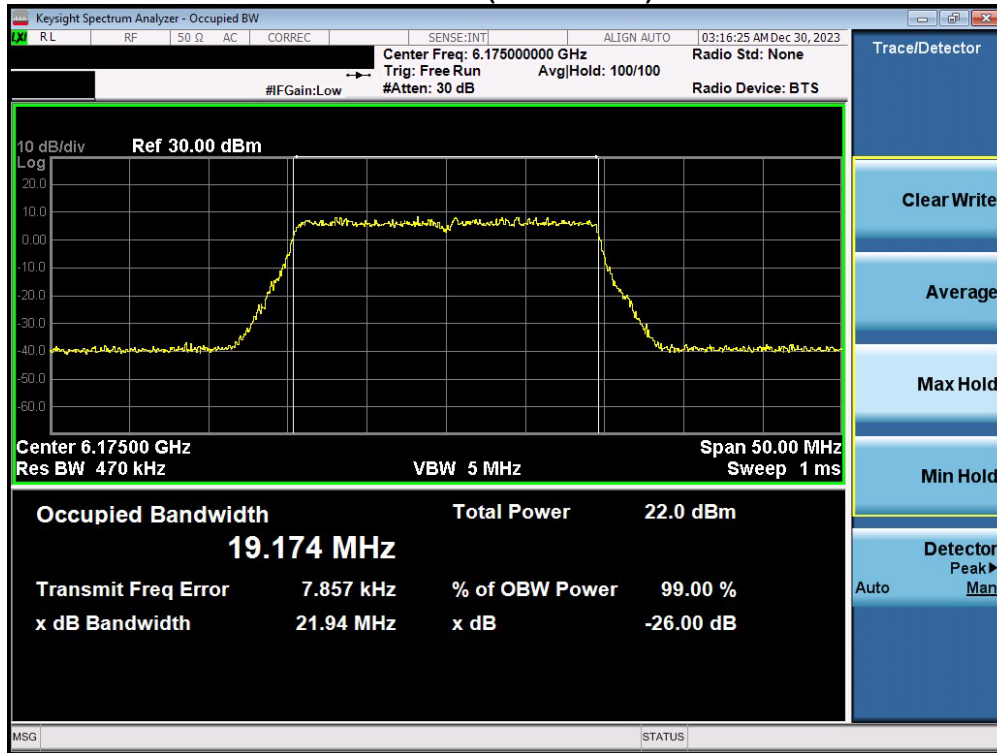 Keysight Spectrum Analyzer - Occupied BW
LXI RL RF 50 Ω AC CORREC SENSE:INT ALIGN AUTO 03:16:25 AM Dec 30, 2023
Center Freq: 6.175000000 GHz Radio Std: None
Trig: Free Run Avg|Hold: 100/100
#IFGain:Low #Atten: 30 dB Radio Device: BTS
Trace/Detector
10 dB/div Ref 30.00 dBm
Log
20.0
10.0
0.00
-10.0
-20.0
-30.0
-40.0
-50.0
-60.0
Center 6.17500 GHz Span 50.00 MHz
Res BW 470 kHz VBW 5 MHz Sweep 1 ms
Occupied Bandwidth Total Power 22.0 dBm
19.174 MHz
Transmit Freq Error 7.857 kHz % of OBW Power 99.00 %
x dB Bandwidth 21.94 MHz x dB -26.00 dB
Clear Write
Average
Max Hold
Min Hold
Detector
Peak▶
Auto Man
MSG STATUS